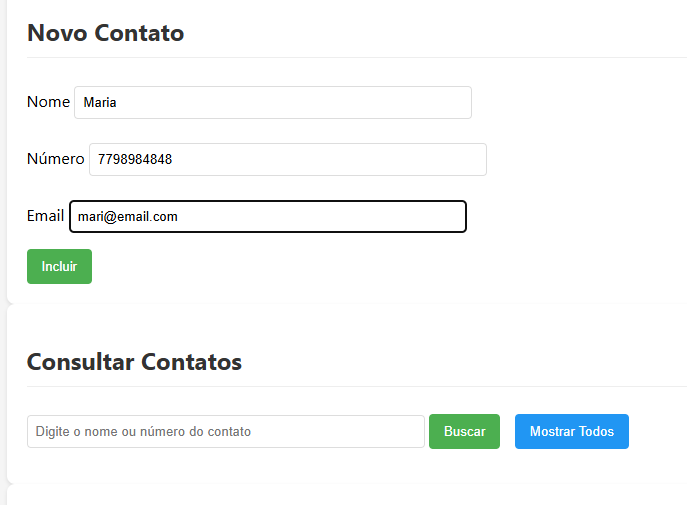 Novo Contato
Nome Maria
Número 7798984848
Email mari@email.com
Incluir
Consultar Contatos
Digite o nome ou número do contato Buscar Mostrar Todos